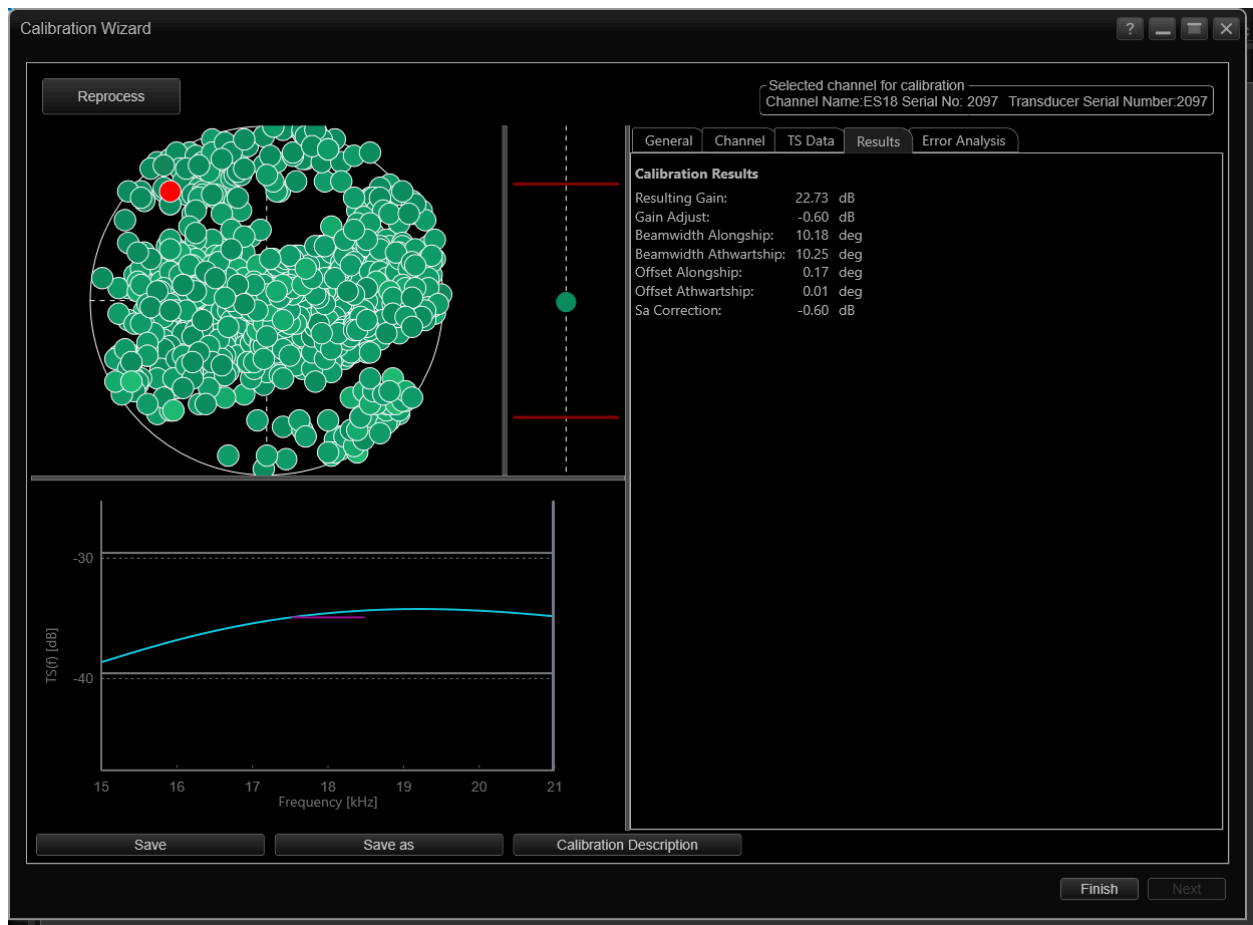 Calibration Wizard
?
Reprocess
Selected channel for calibration
Channel Name:ES18 Serial No: 2097 Transducer Serial Number:2097
General Channel TS Data Results Error Analysis
Calibration Results
Resulting Gain: 22.73 dB
Gain Adjust: -0.60 dB
Beamwidth Alongship: 10.18 deg
Beamwidth Athwartship: 10.25 deg
Offset Alongship: 0.17 deg
Offset Athwartship: 0.01 deg
Sa Correction: -0.60 dB
-30
TS(f) [dB]
-40
15 16 17 18 19 20 21
Frequency [kHz]
Save Save as Calibration Description
Finish Next